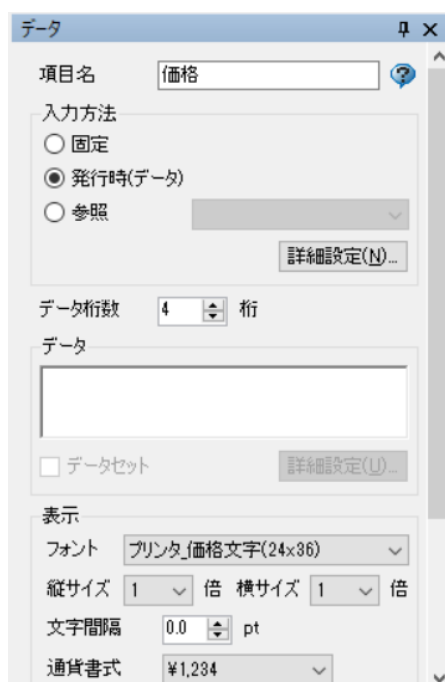 データ
項目名 価格
入力方法
固定
発行時(データ)
参照
詳細設定(N)...
データ桁数 4 桁
データ
データセット 詳細設定(U)...
表示
フォント プリンタ_価格文字(24x36)
縦サイズ 1 倍 横サイズ 1 倍
文字間隔 0.0 pt
通貨書式 ¥1,234